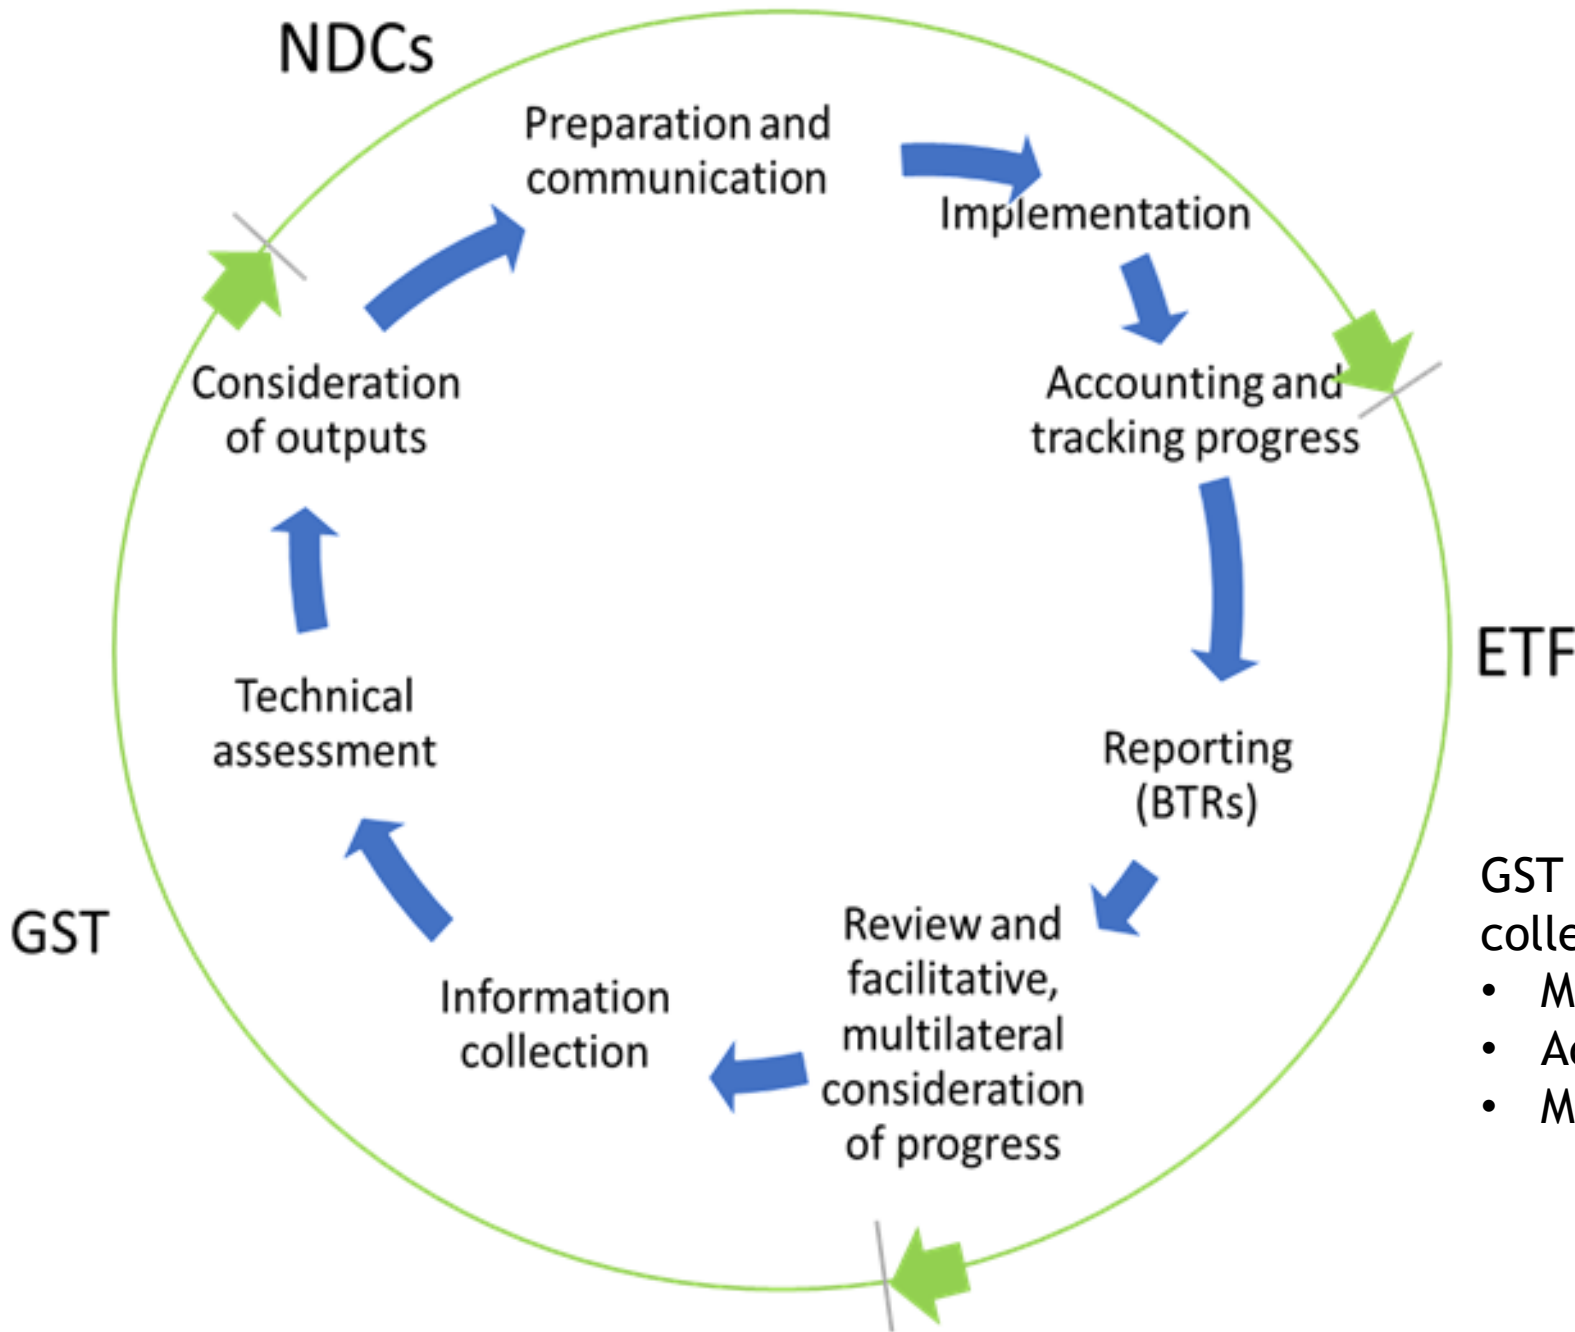 NDCs
Preparation and
communication
Implementation
Accounting and
tracking progress
ETF
Reporting
(BTRs)
Review and
facilitative,
multilateral
consideration
of progress
Information
collection
Technical
assessment
Consideration
of outputs
GST
GST